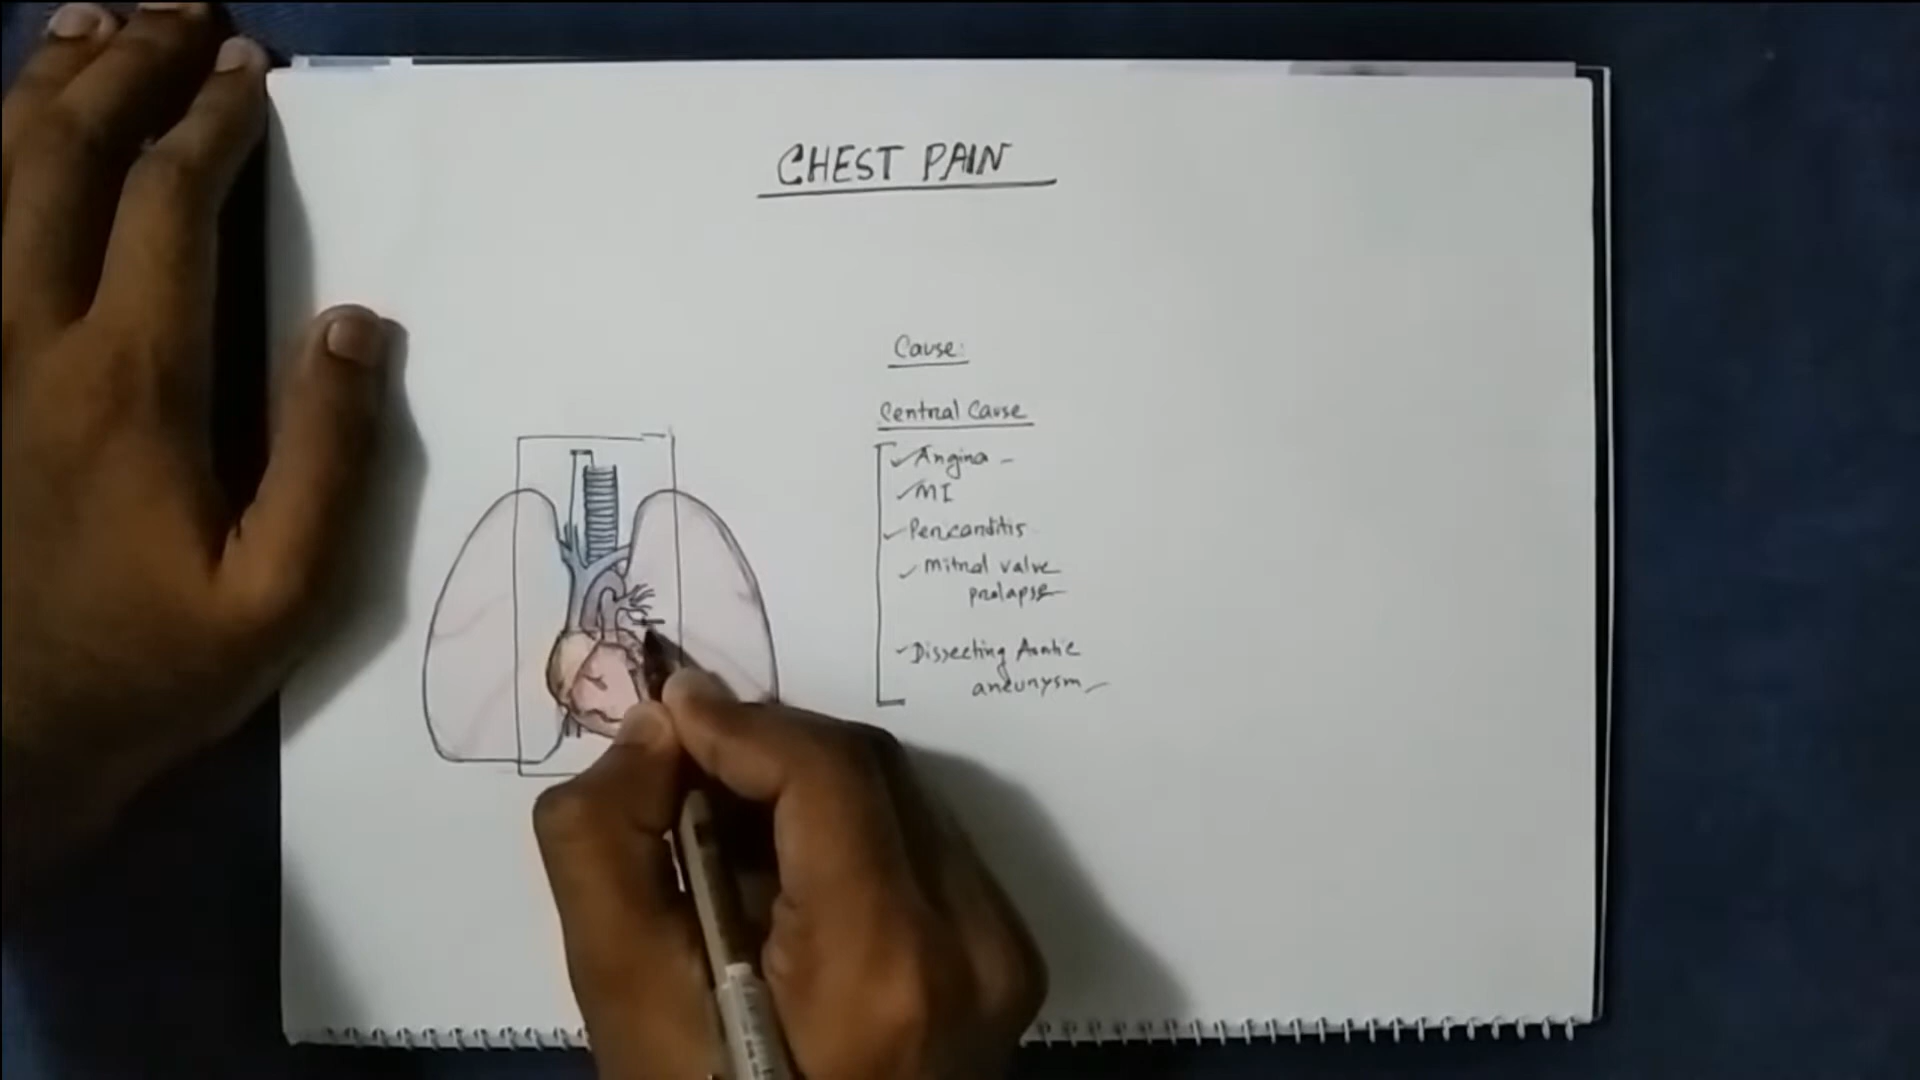 CHEST PAIN
Cause:
Central Cause
Angina
MI
Pericarditis
Mitral valve
prolapse
Dissecting Aortic
aneurysm